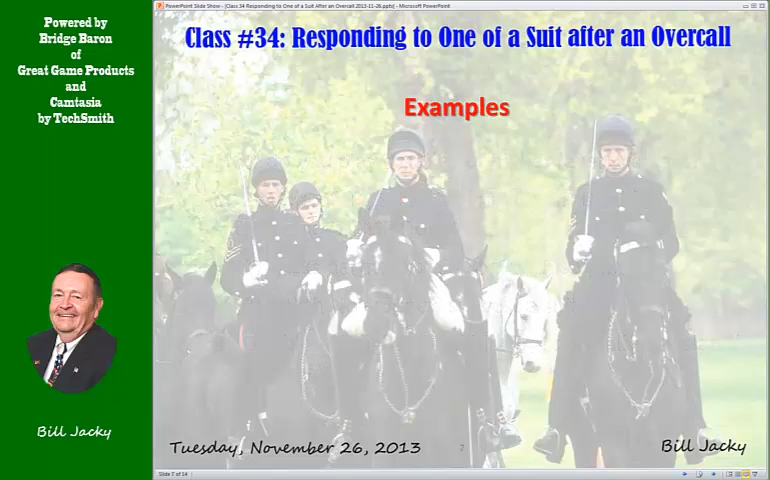 PowerPoint Slide Show - [Class 34 Responding to One of a Suit After an Overcall 2013-11-26.pptx] - Microsoft PowerPoint
Powered by
Bridge Baron
of
Great Game Products
and
Camtasia
by TechSmith
Class #34: Responding to One of a Suit after an Overcall
Examples
Bill Jacky
Tuesday, November 26, 2013
7
Bill Jacky
Slide 7 of 14